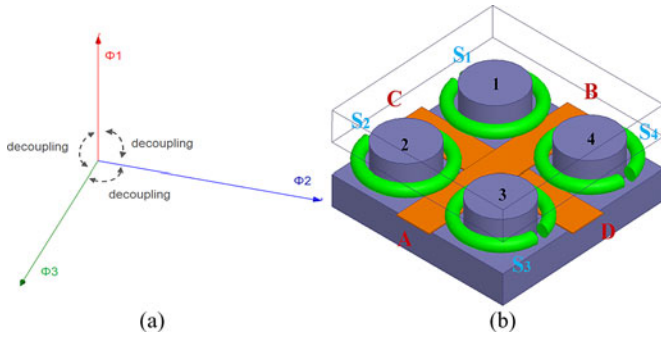 Φ1
decoupling
decoupling
decoupling
Φ2
Φ3
(a)
S1
1
C
B
S2
S4
2
4
3
A
D
S3
(b)